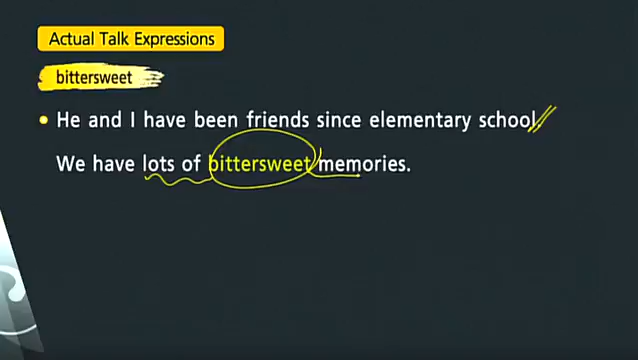 Actual Talk Expressions
bittersweet
• He and I have been friends since elementary school
We have lots of bittersweet memories.